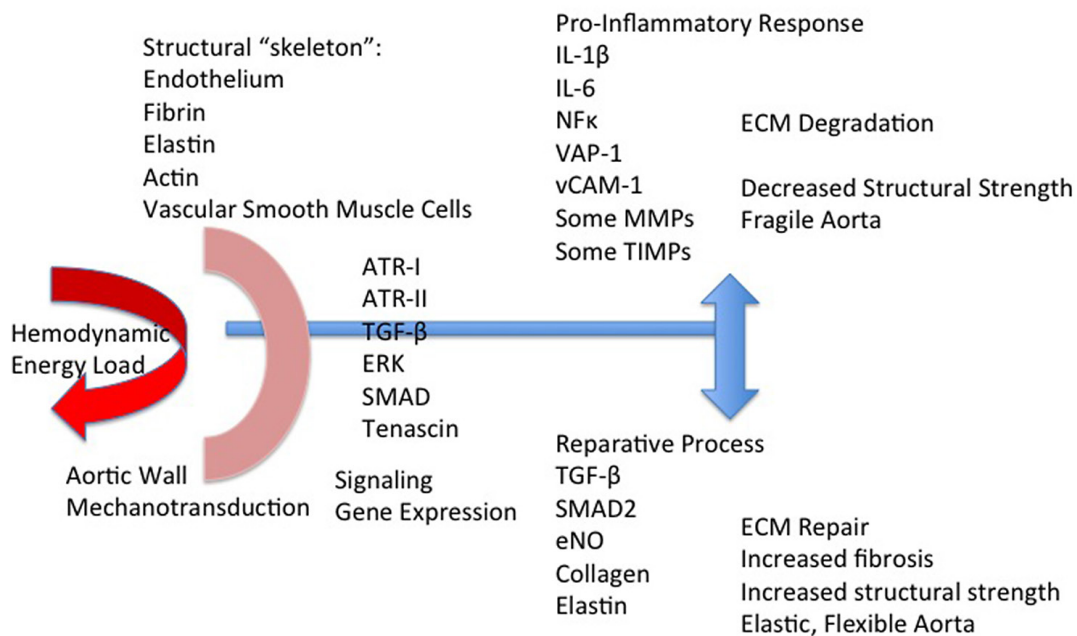 Structural “skeleton”:
Endothelium
Fibrin
Elastin
Actin
Vascular Smooth Muscle Cells
Hemodynamic
Energy Load
Aortic Wall
Mechanotransduction
ATR-I
ATR-II
TGF-β
ERK
SMAD
Tenascin
Signaling
Gene Expression
Pro-Inflammatory Response
IL-1β
IL-6
NFκ
VAP-1
vCAM-1
Some MMPs
Some TIMPs
ECM Degradation
Decreased Structural Strength
Fragile Aorta
Reparative Process
TGF-β
SMAD2
eNO
Collagen
Elastin
ECM Repair
Increased fibrosis
Increased structural strength
Elastic, Flexible Aorta